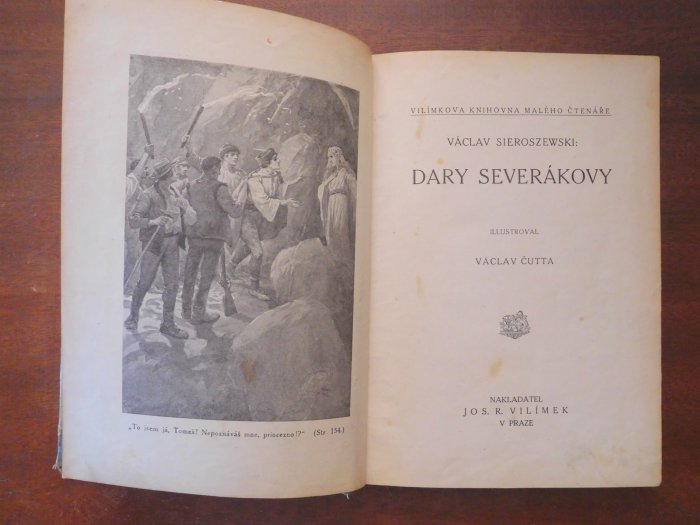 „To jsem já, Tomeš! Nepoznáváš mne, princezno!?“ (Str 154.)
VILÍMKOVA KNIHOVNA MALÉHO ČTENÁŘE
VÁCLAV SIEROSZEWSKI:
DARY SEVERÁKOVY
ILLUSTROVAL
VÁCLAV ČUTTA
NAKLADATEL
JOS. R. VILÍMEK
V PRAZE